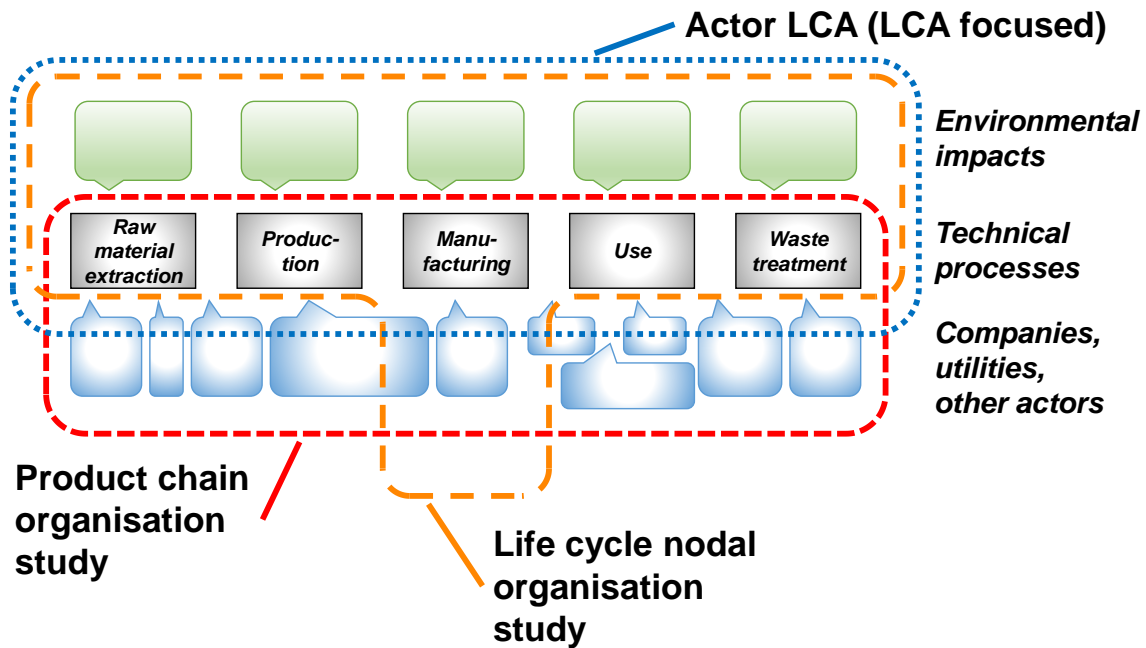 Actor LCA (LCA focused)
Environmental
impacts
Raw
material
extraction
Produc-
tion
Manu-
facturing
Use
Waste
treatment
Technical
processes
Companies,
utilities,
other actors
Product chain
organisation
study
Life cycle nodal
organisation
study